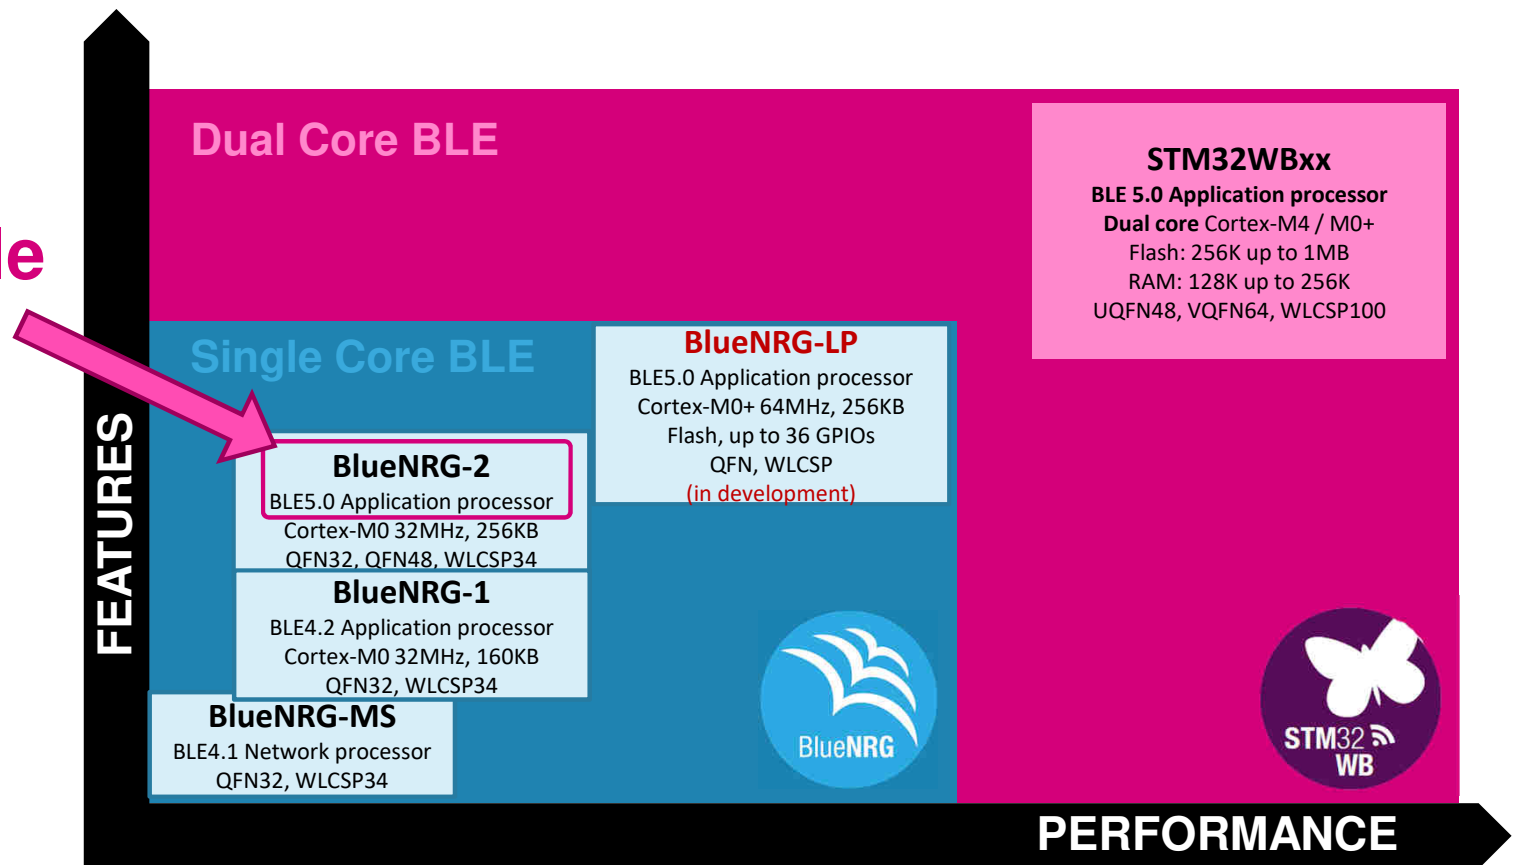 Dual Core BLE
STM32WBxx
BLE 5.0 Application processor
Dual core Cortex-M4 / M0+
Flash: 256K up to 1MB
RAM: 128K up to 256K
UQFN48, VQFN64, WLCSP100
Single Core BLE
BlueNRG-LP
BLE5.0 Application processor
Cortex-M0+ 64MHz, 256KB
Flash, up to 36 GPIOs
QFN, WLCSP
(in development)
BlueNRG-2
BLE5.0 Application processor
Cortex-M0 32MHz, 256KB
QFN32, QFN48, WLCSP34
BlueNRG-1
BLE4.2 Application processor
Cortex-M0 32MHz, 160KB
QFN32, WLCSP34
BlueNRG-MS
BLE4.1 Network processor
QFN32, WLCSP34
BlueNRG
STM32
WB
FEATURES
PERFORMANCE